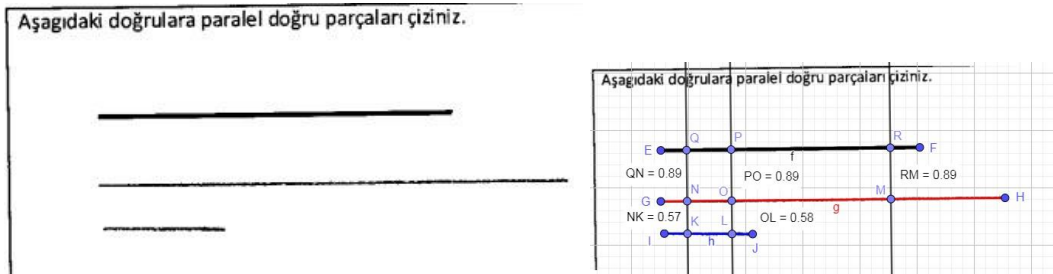 Aşagıdaki doğrulara paralel doğru parçaları çiziniz.
Aşagıdaki doğrulara paralel doğru parçaları çiziniz.
E Q P R F
f
QN = 0.89 PO = 0.89 RM = 0.89
G N O M H
g
NK = 0.57 OL = 0.58
I K L J
h